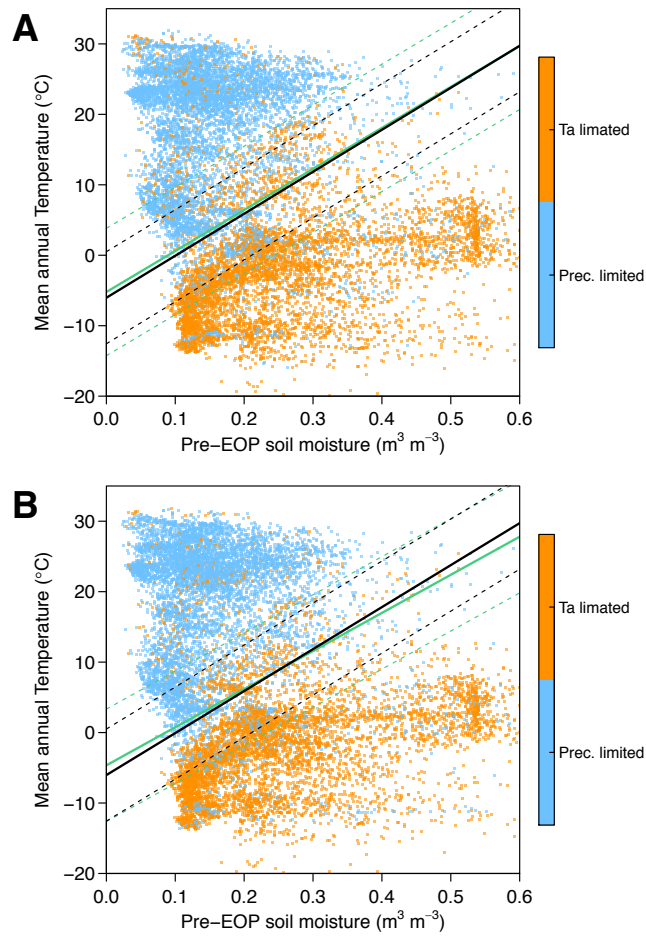 A
Mean annual Temperature (°C)
30
20
10
0
−10
−20
0.0 0.1 0.2 0.3 0.4 0.5 0.6
Pre−EOP soil moisture (m³ m⁻³)
Ta limated
Prec. limited
B
Mean annual Temperature (°C)
30
20
10
0
−10
−20
0.0 0.1 0.2 0.3 0.4 0.5 0.6
Pre−EOP soil moisture (m³ m⁻³)
Ta limated
Prec. limited